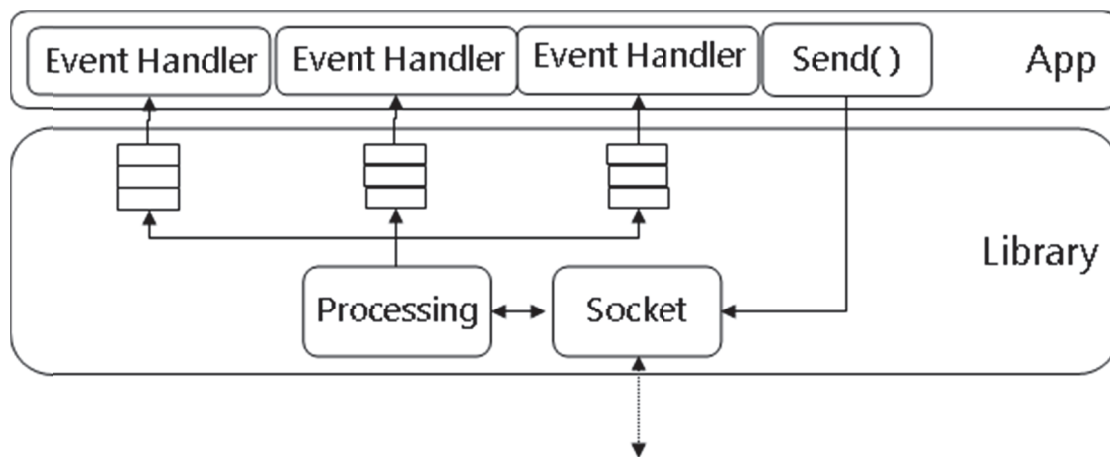 Event Handler
Event Handler
Event Handler
Send( )
App
Library
Processing
Socket